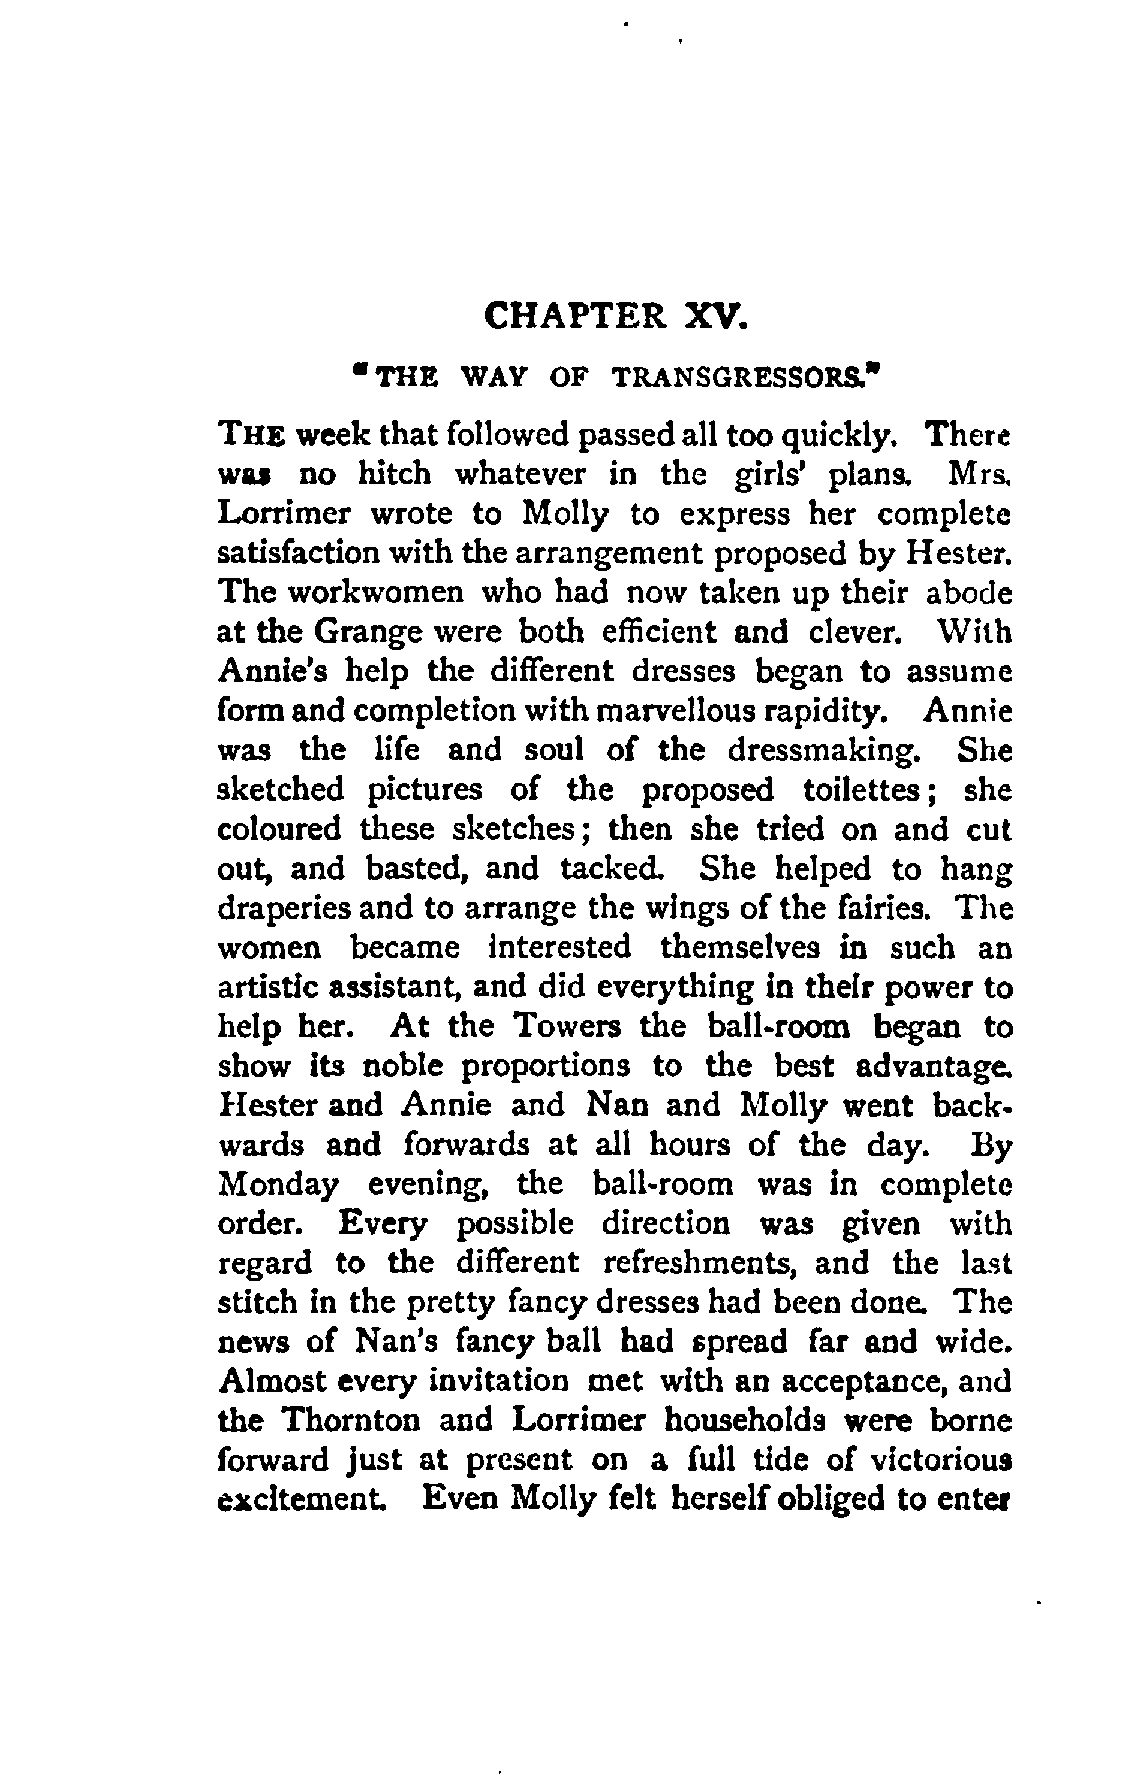 CHAPTER XV.
"THE WAY OF TRANSGRESSORS."
THE week that followed passed all too quickly. There
was no hitch whatever in the girls' plans. Mrs.
Lorrimer wrote to Molly to express her complete
satisfaction with the arrangement proposed by Hester.
The workwomen who had now taken up their abode
at the Grange were both efficient and clever. With
Annie's help the different dresses began to assume
form and completion with marvellous rapidity. Annie
was the life and soul of the dressmaking. She
sketched pictures of the proposed toilettes; she
coloured these sketches; then she tried on and cut
out, and basted, and tacked. She helped to hang
draperies and to arrange the wings of the fairies. The
women became interested themselves in such an
artistic assistant, and did everything in their power to
help her. At the Towers the ball-room began to
show its noble proportions to the best advantage.
Hester and Annie and Nan and Molly went back-
wards and forwards at all hours of the day. By
Monday evening, the ball-room was in complete
order. Every possible direction was given with
regard to the different refreshments, and the last
stitch in the pretty fancy dresses had been done. The
news of Nan's fancy ball had spread far and wide.
Almost every invitation met with an acceptance, and
the Thornton and Lorrimer households were borne
forward just at present on a full tide of victorious
excitement. Even Molly felt herself obliged to enter